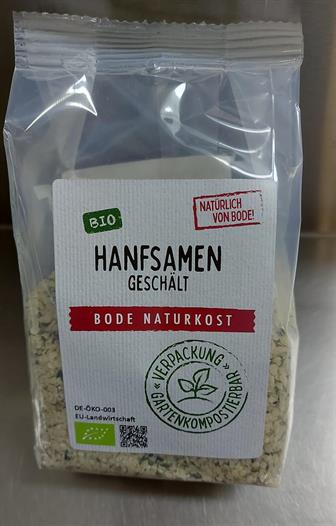 BIO
NATÜRLICH
VON BODE!
HANFSAMEN
GESCHÄLT
BODE NATURKOST
« VERPACKUNG »
GARTENKOMPOSTIERBAR
DE-ÖKO-003
EU-Landwirtschaft